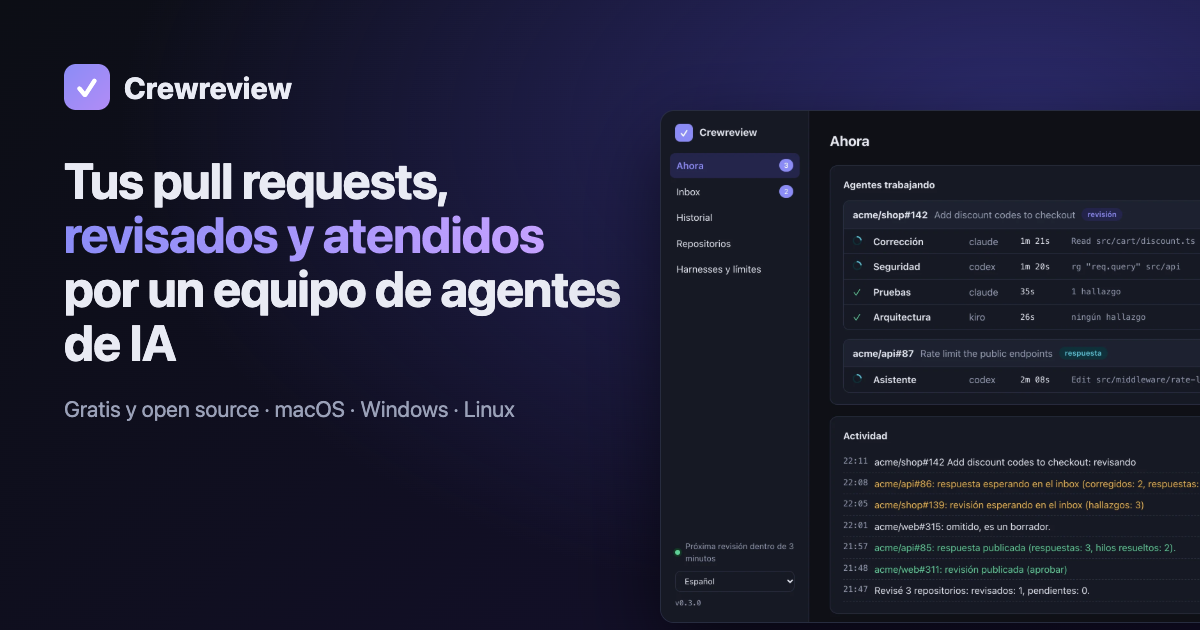 Crewreview
Tus pull requests,
revisados y atendidos
por un equipo de agentes
de IA
Gratis y open source · macOS · Windows · Linux
Crewreview
Ahora 3
Inbox 2
Historial
Repositorios
Harnesses y límites
Próxima revisión dentro de 3
minutos
Español
v0.3.0
Ahora
Agentes trabajando
acme/shop#142 Add discount codes to checkout revisión
Corrección claude 1m 21s Read src/cart/discount.ts
Seguridad codex 1m 20s rg "req.query" src/api
Pruebas claude 35s 1 hallazgo
Arquitectura kiro 26s ningún hallazgo
acme/api#87 Rate limit the public endpoints respuesta
Asistente codex 2m 08s Edit src/middleware/rate-l
Actividad
22:11 acme/shop#142 Add discount codes to checkout: revisando
22:08 acme/api#86: respuesta esperando en el inbox (corregidos: 2, respuestas:
22:05 acme/shop#139: revisión esperando en el inbox (hallazgos: 3)
22:01 acme/web#315: omitido, es un borrador.
21:57 acme/api#85: respuesta publicada (respuestas: 3, hilos resueltos: 2).
21:48 acme/web#311: revisión publicada (aprobar)
21:47 Revisé 3 repositorios: revisados: 1, pendientes: 0.